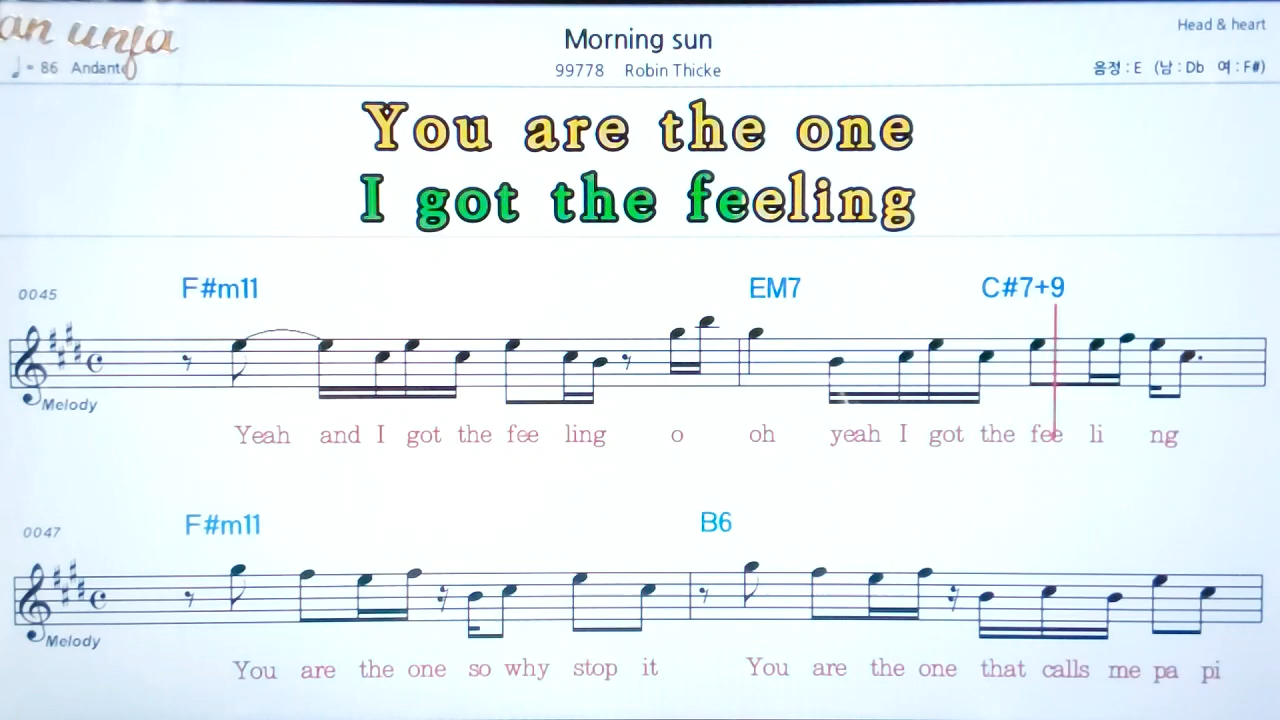 an unfa
Morning sun
Head & heart
♩ = 86 Andante
99778 Robin Thicke
음정 : E (남 : Db 여 : F#)
You are the one
I got the feeling
0045 F#m11 EM7 C#7+9
Melody
Yeah and I got the fee ling o oh yeah I got the fee li ng
0047 F#m11 B6
Melody
You are the one so why stop it You are the one that calls me pa pi